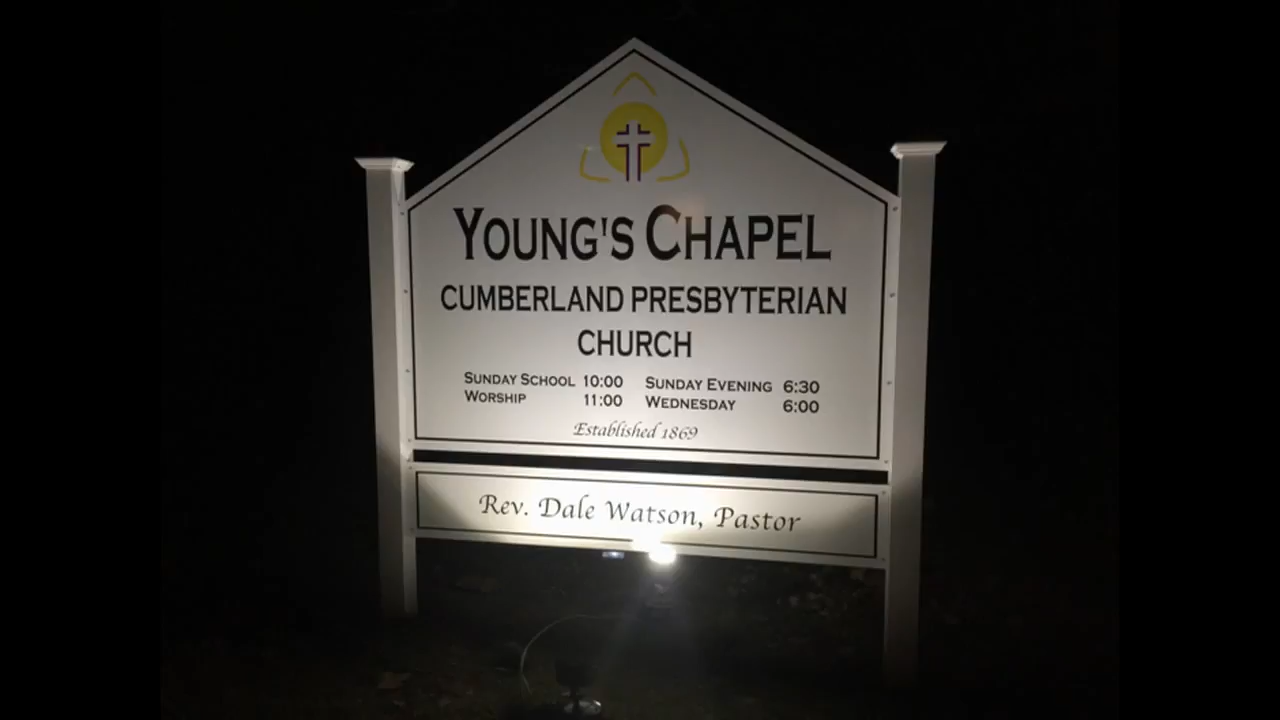 YOUNG'S CHAPEL
CUMBERLAND PRESBYTERIAN
CHURCH
SUNDAY SCHOOL 10:00 SUNDAY EVENING 6:30
WORSHIP 11:00 WEDNESDAY 6:00
Established 1869
Rev. Dale Watson, Pastor